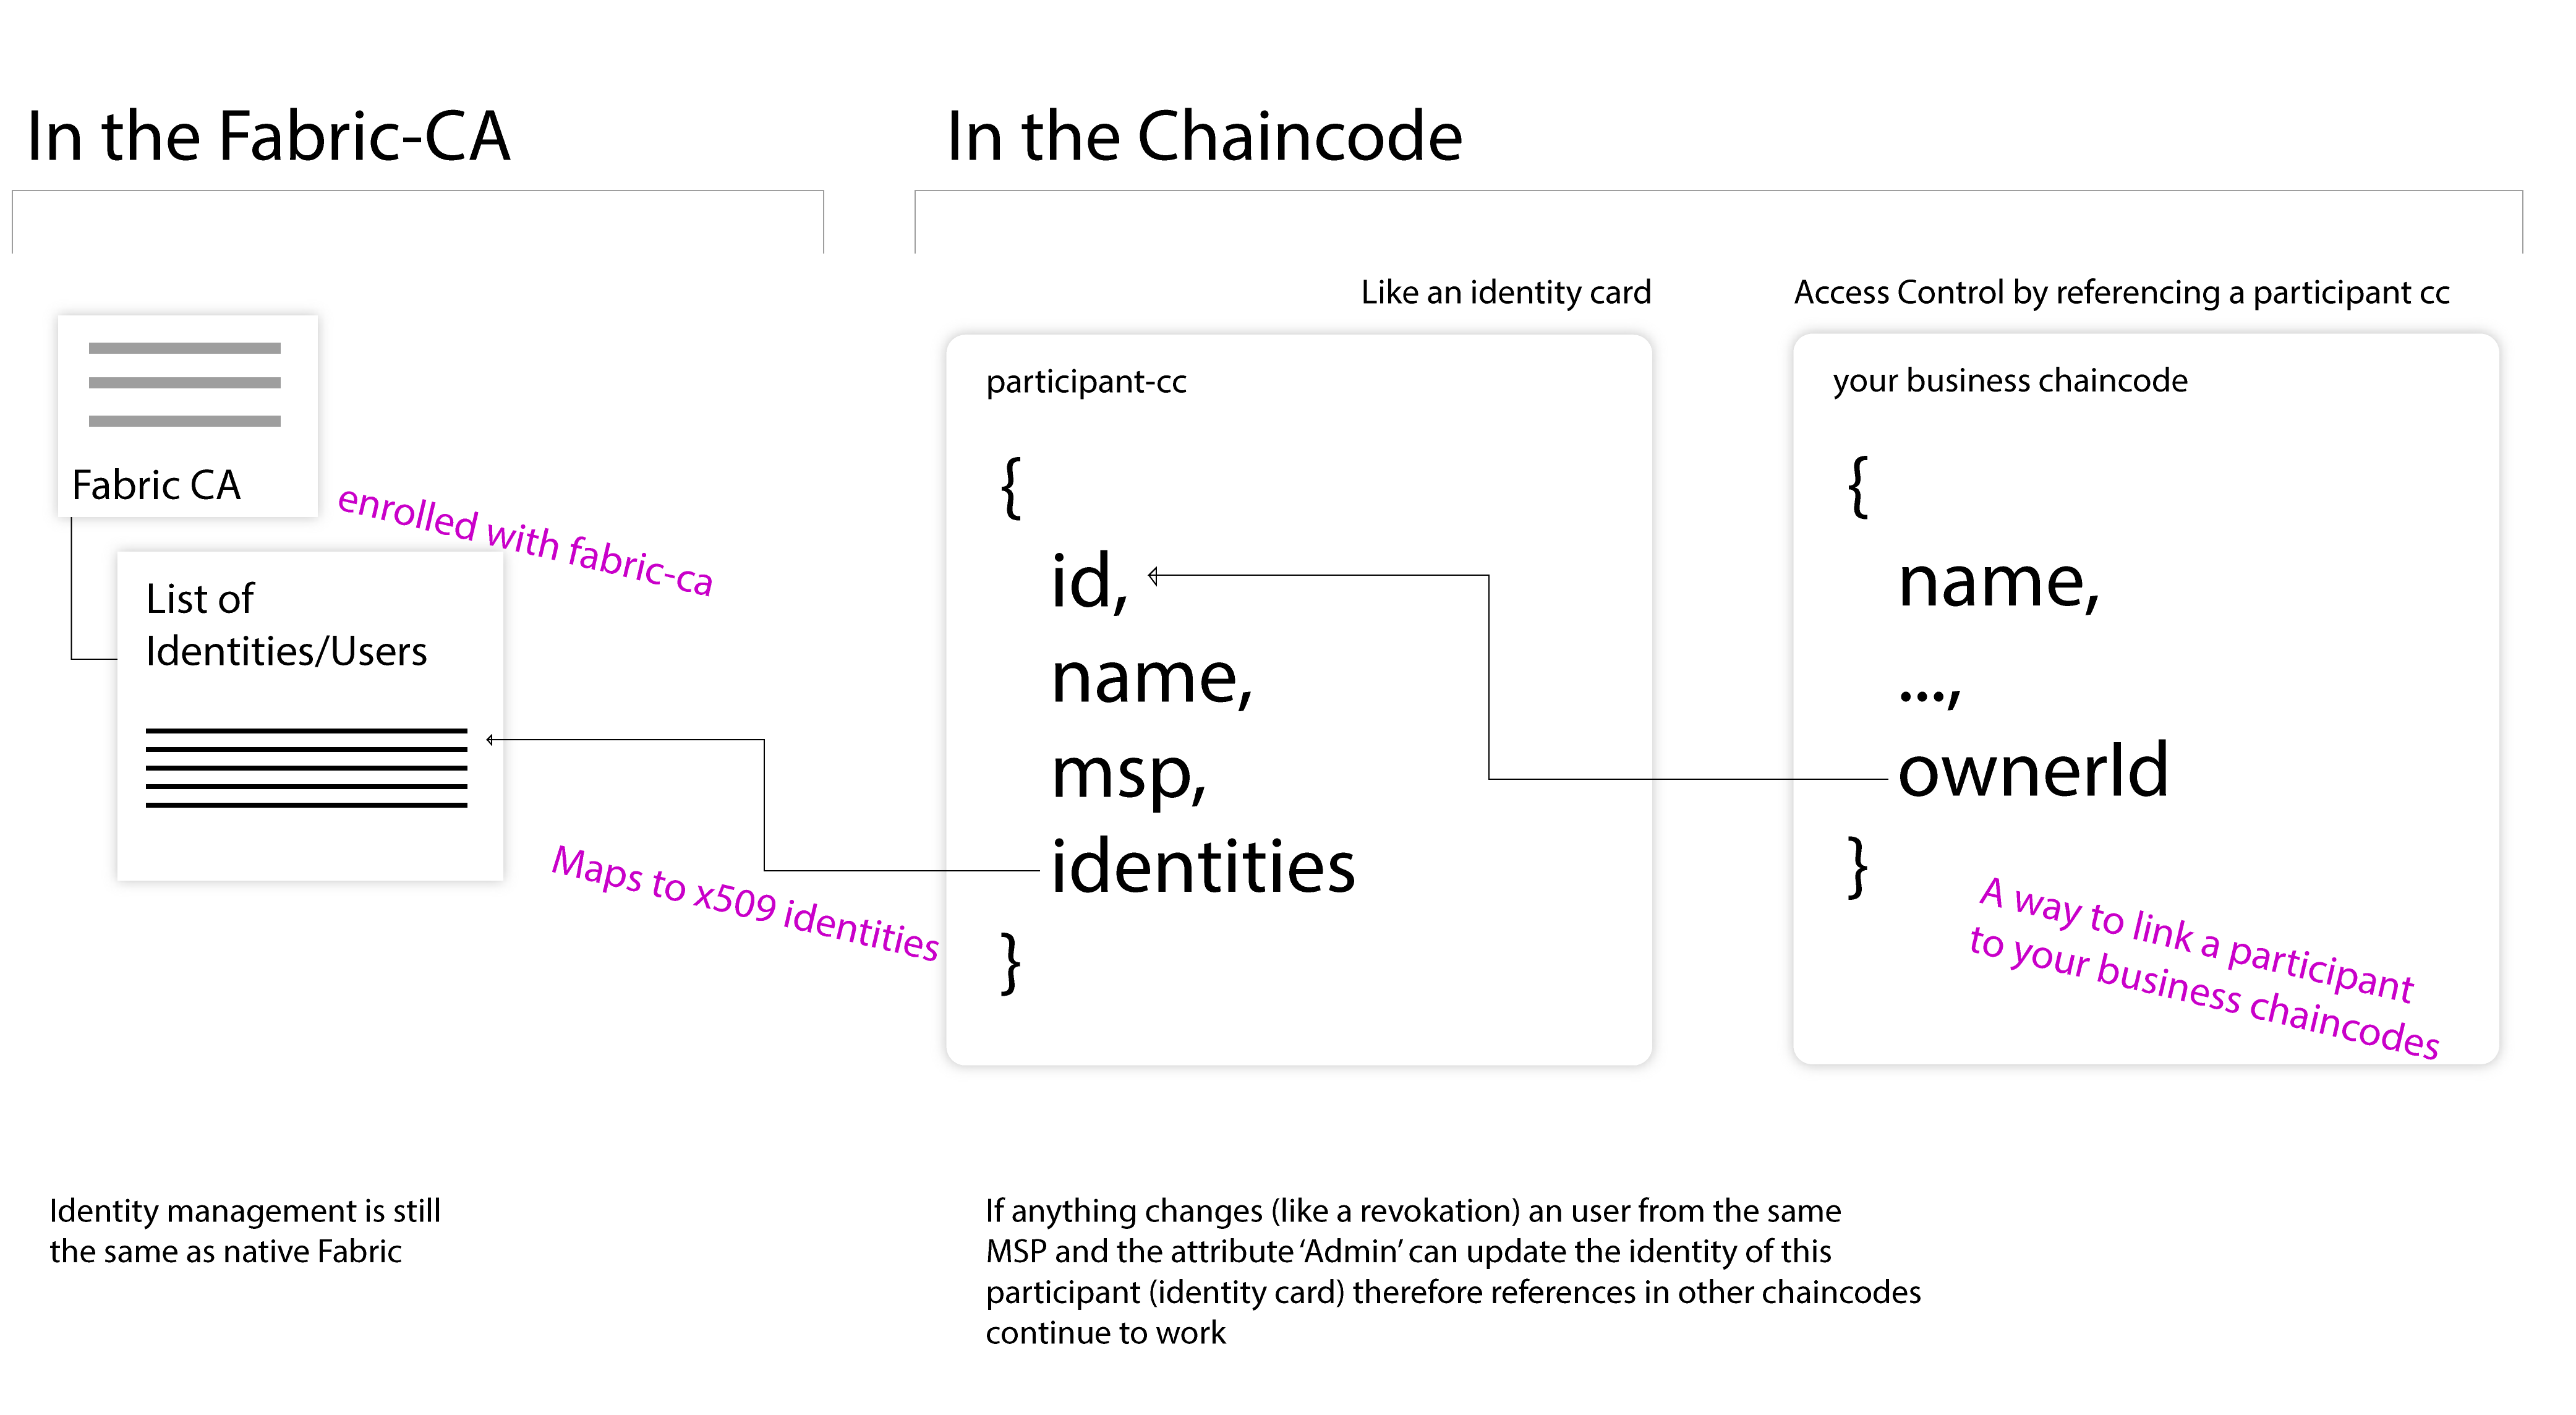 In the Fabric-CA
In the Chaincode
Like an identity card
Access Control by referencing a participant cc
Fabric CA
enrolled with fabric-ca
List of
Identities/Users
Maps to x509 identities
participant-cc
{
id,
name,
msp,
identities
}
your business chaincode
{
name,
...,
ownerId
}
A way to link a participant
to your business chaincodes
Identity management is still
the same as native Fabric
If anything changes (like a revokation) an user from the same
MSP and the attribute ‘Admin’ can update the identity of this
participant (identity card) therefore references in other chaincodes
continue to work